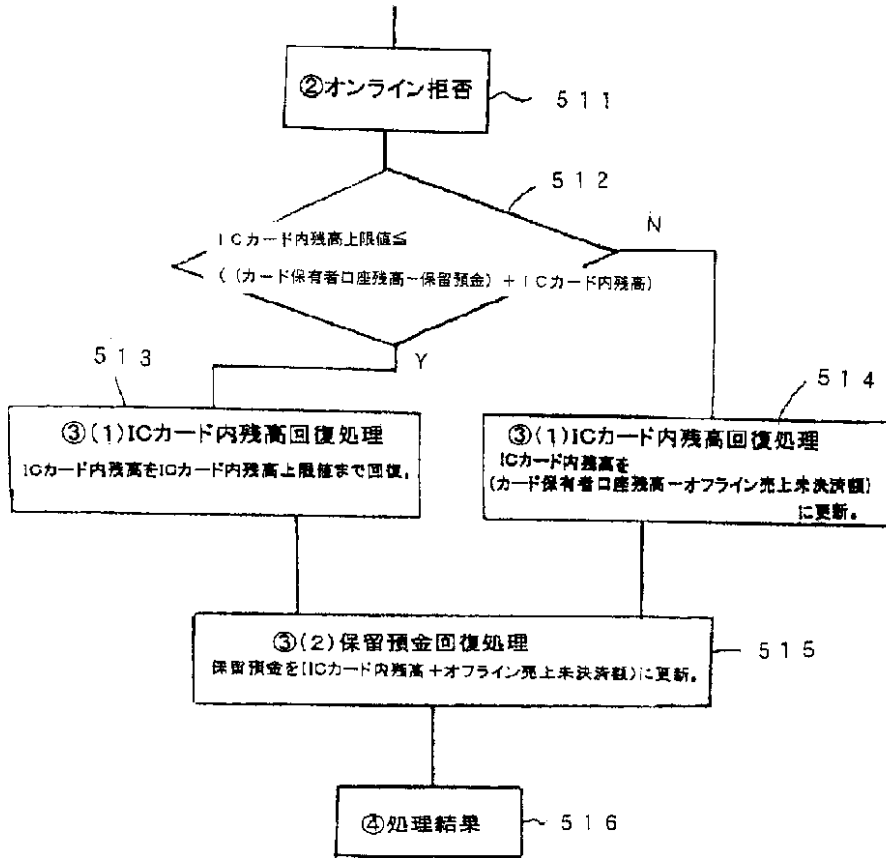 ②オンライン拒否
511
512
N
ICカード内残高上限値≦
((カード保有者口座残高−保留預金)+ICカード内残高)
Y
513
514
③(1)ICカード内残高回復処理
ICカード内残高をICカード内残高上限値まで回復。
③(1)ICカード内残高回復処理
ICカード内残高を
(カード保有者口座残高−オフライン売上未決済額)
に更新。
③(2)保留預金回復処理
保留預金を(ICカード内残高+オフライン売上未決済額)に更新。
515
④処理結果
516